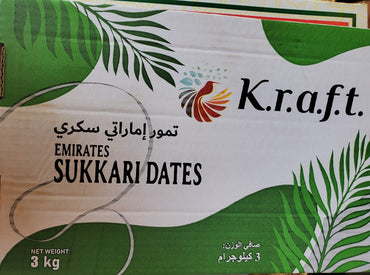 K.r.a.f.t.
تمور إماراتي سكري
EMIRATES
SUKKARI DATES
NET WEIGHT
3 kg
صافي الوزن:
3 كيلوجرام